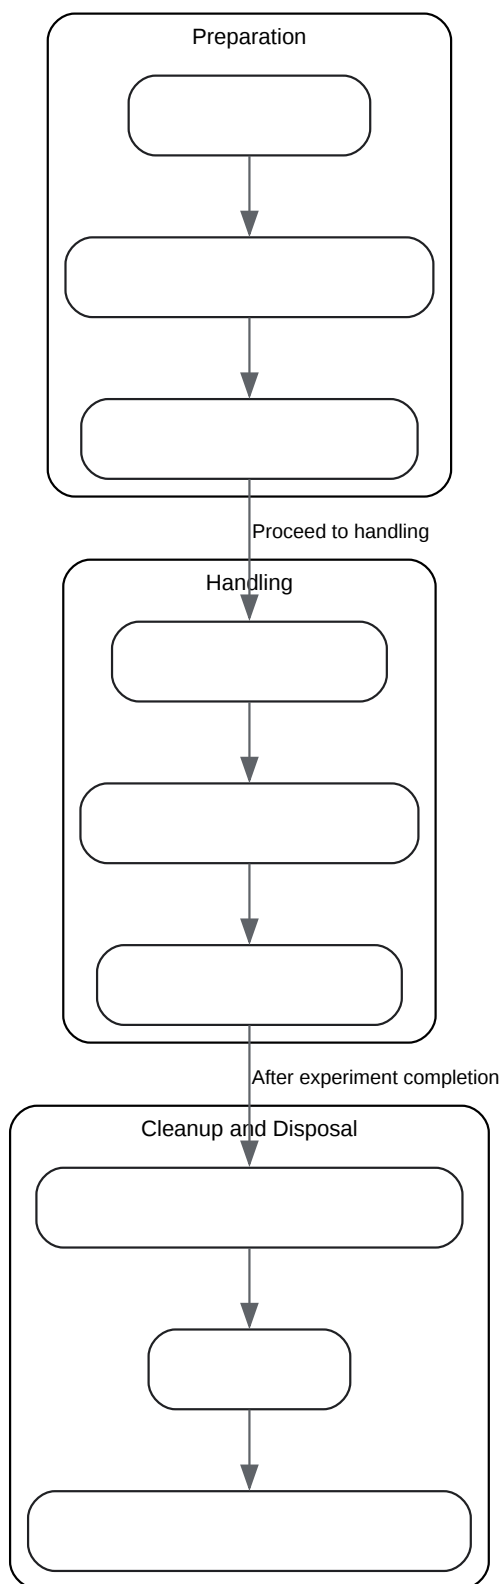 Preparation
Proceed to handling
Handling
After experiment completion
Cleanup and Disposal